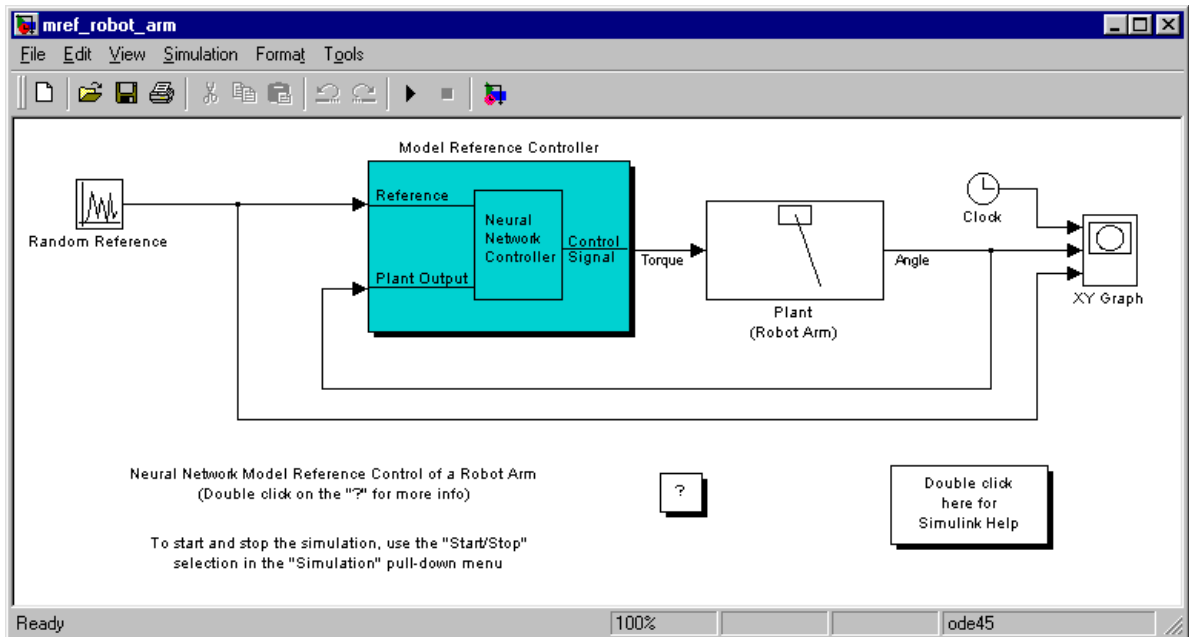 mref_robot_arm
File Edit View Simulation Format Tools
Model Reference Controller
Random Reference
Reference
Neural
Network
Controller
Control
Signal
Plant Output
Torque
Plant
(Robot Arm)
Angle
Clock
XY Graph
Neural Network Model Reference Control of a Robot Arm
(Double click on the "?" for more info)
?
Double click
here for
Simulink Help
To start and stop the simulation, use the "Start/Stop"
selection in the "Simulation" pull-down menu
Ready
100%
ode45